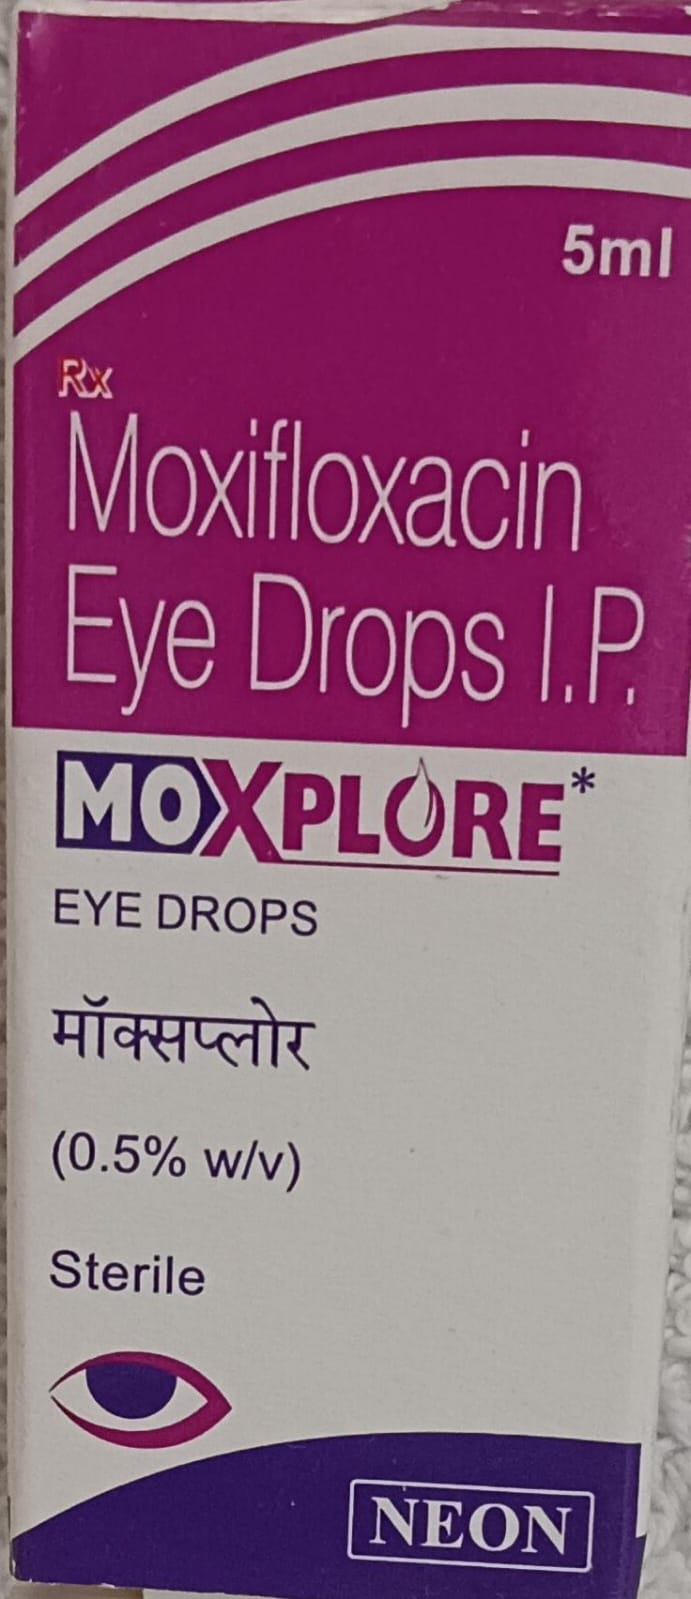 5ml
Rx
Moxifloxacin
Eye Drops I.P.
MOXPLORE*
EYE DROPS
मॉक्सप्लोर
(0.5% w/v)
Sterile
NEON